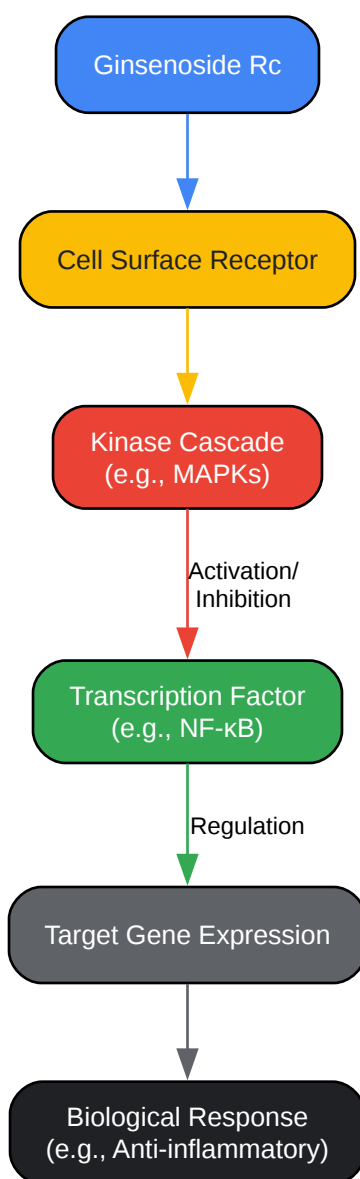 Ginsenoside Rc
Cell Surface Receptor
Kinase Cascade
(e.g., MAPKs)
Activation/
Inhibition
Transcription Factor
(e.g., NF-κB)
Regulation
Target Gene Expression
Biological Response
(e.g., Anti-inflammatory)